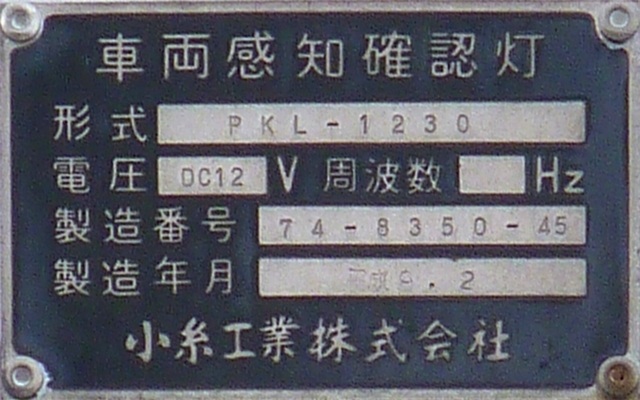 車両感知確認灯
形式 PKL-1230
電圧 DC12 V 周波数 Hz
製造番号 74-8350-45
製造年月 平成9.2
小糸工業株式会社